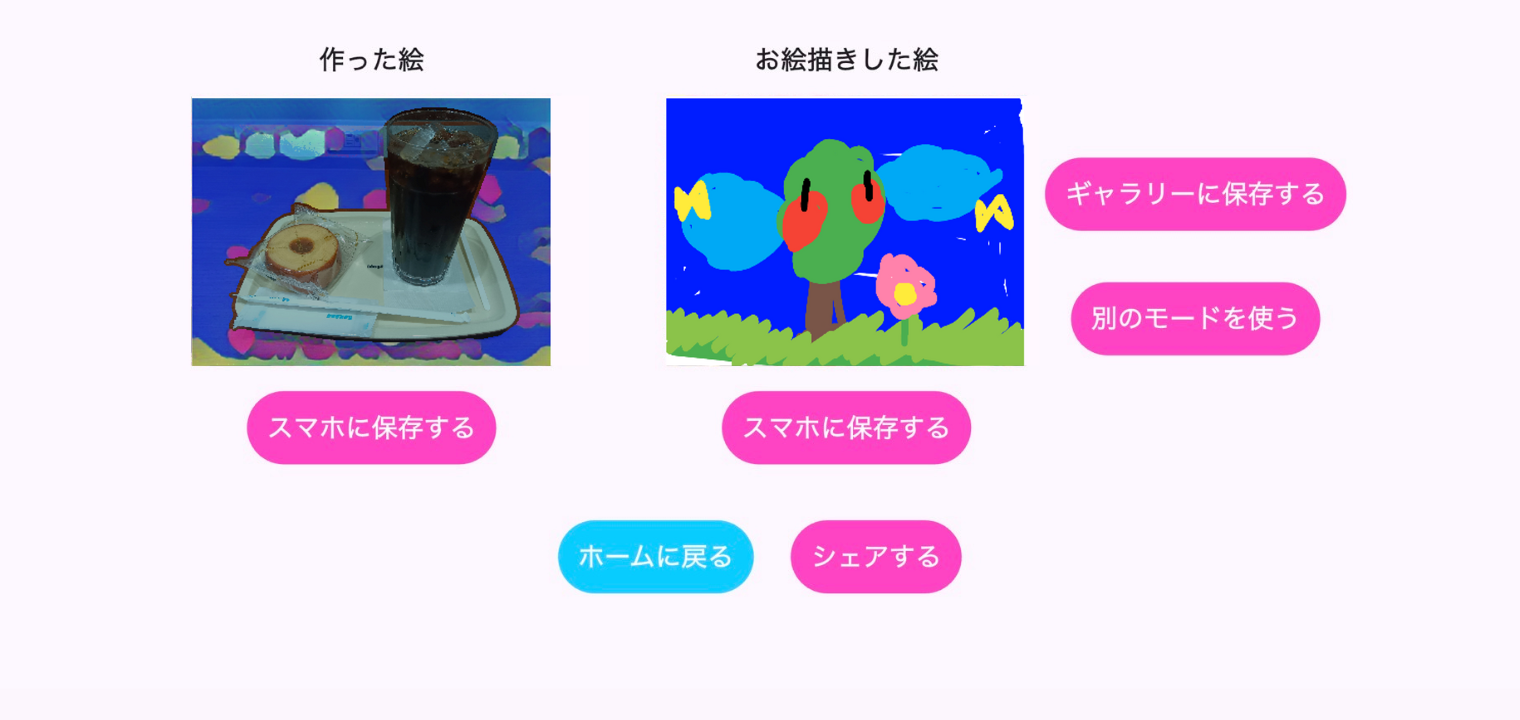 作った絵
お絵描きした絵
ギャラリーに保存する
別のモードを使う
スマホに保存する
スマホに保存する
ホームに戻る
シェアする